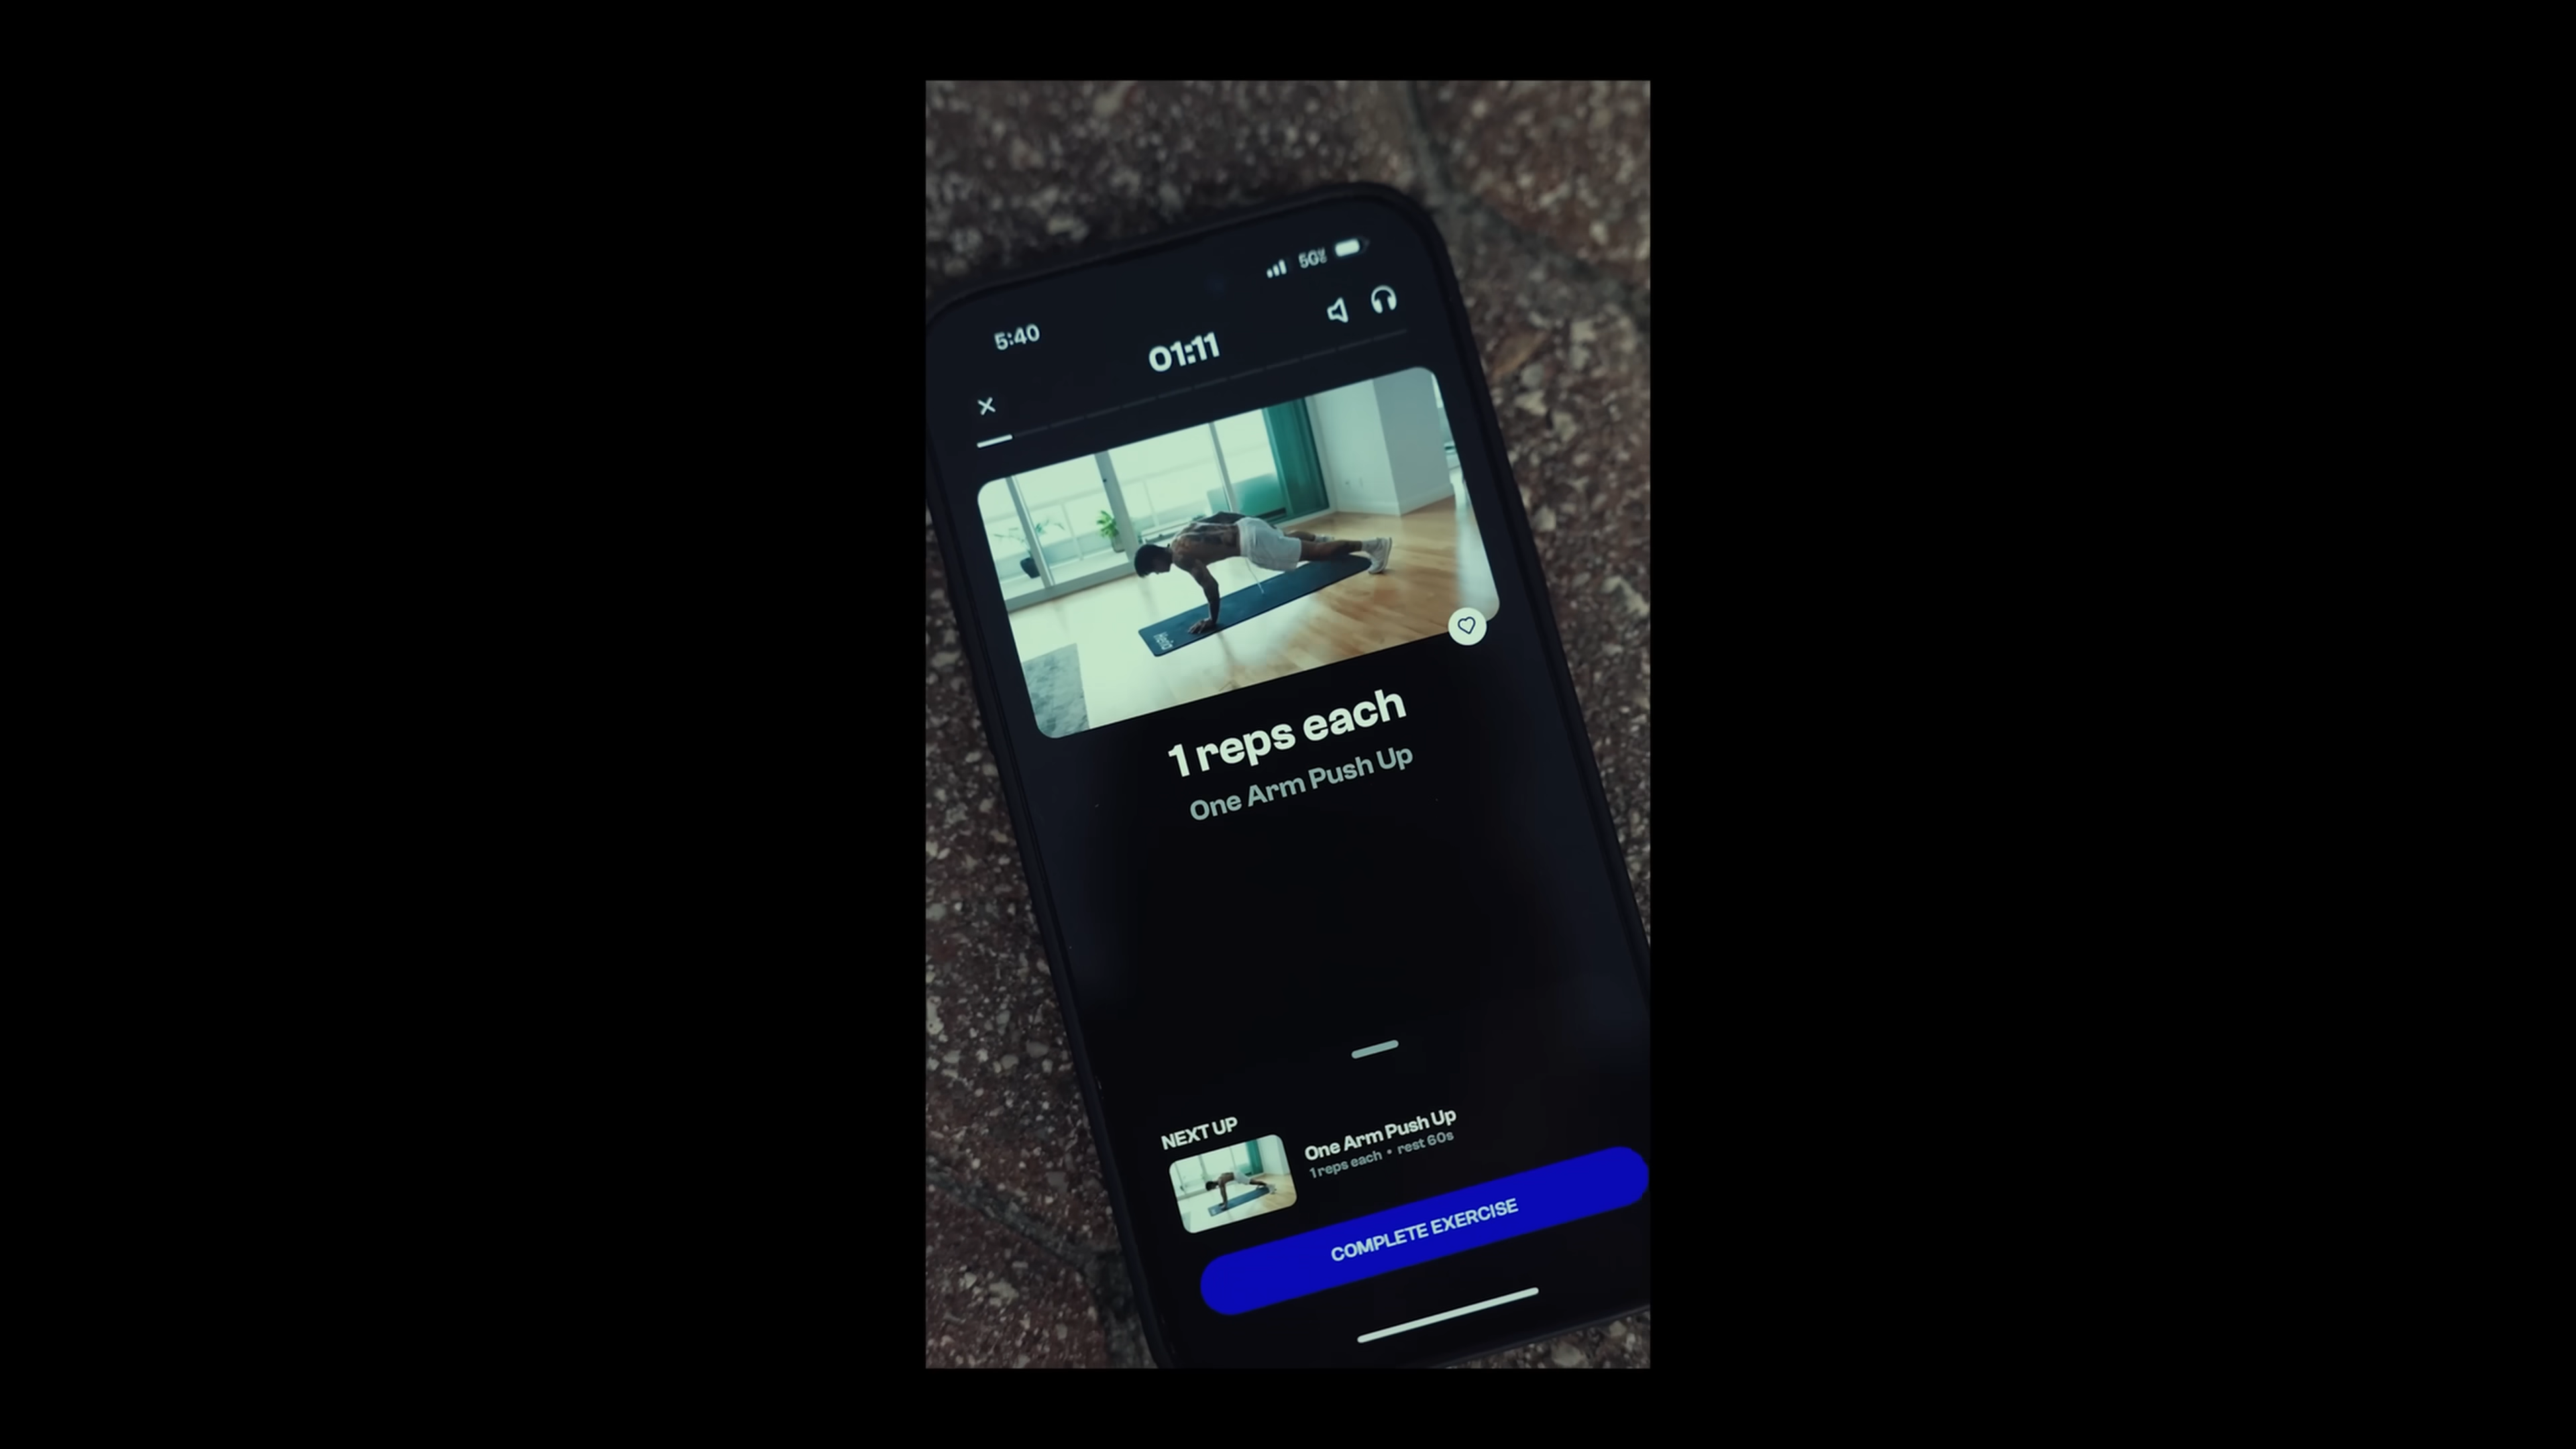 5:40
5G
01:11
1 reps each
One Arm Push Up
NEXT UP
One Arm Push Up
1 reps each • rest 60s
COMPLETE EXERCISE